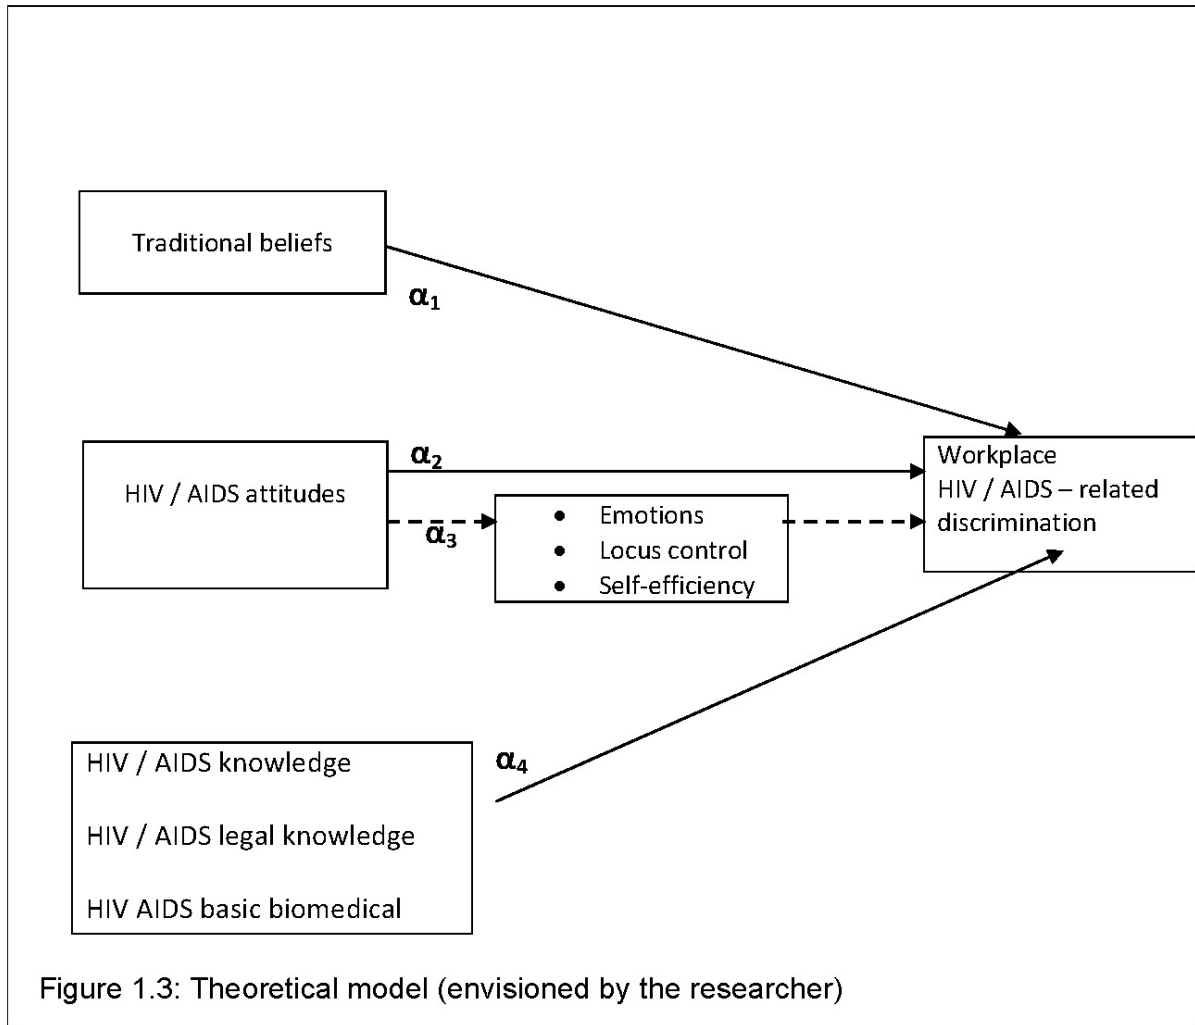 Traditional beliefs
α₁
HIV / AIDS attitudes
α₂
α₃
• Emotions
• Locus control
• Self-efficiency
Workplace
HIV / AIDS – related
discrimination
HIV / AIDS knowledge
HIV / AIDS legal knowledge
HIV AIDS basic biomedical
α₄
Figure 1.3: Theoretical model (envisioned by the researcher)